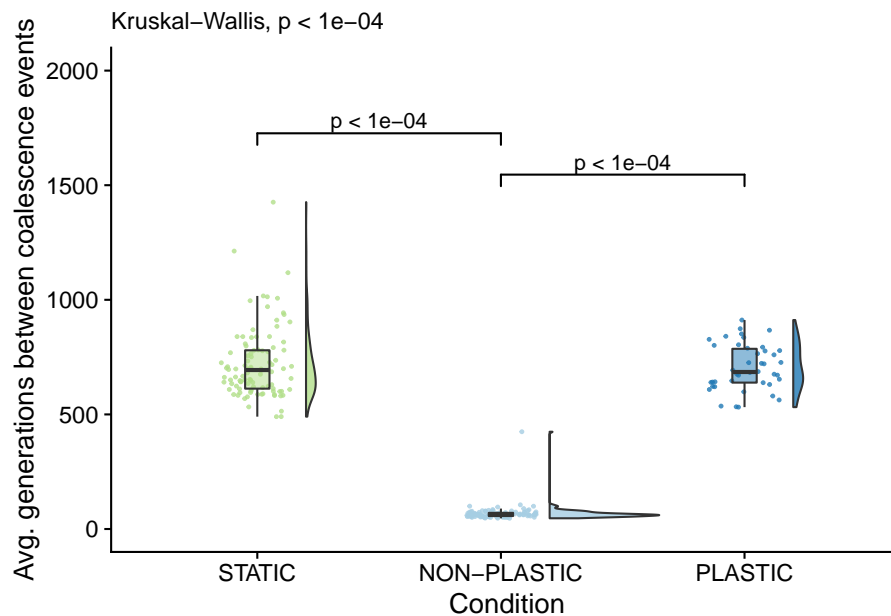 Kruskal−Wallis, p < 1e−04
Avg. generations between coalescence events
2000
1500
1000
500
0
p < 1e−04
p < 1e−04
STATIC
NON−PLASTIC
PLASTIC
Condition